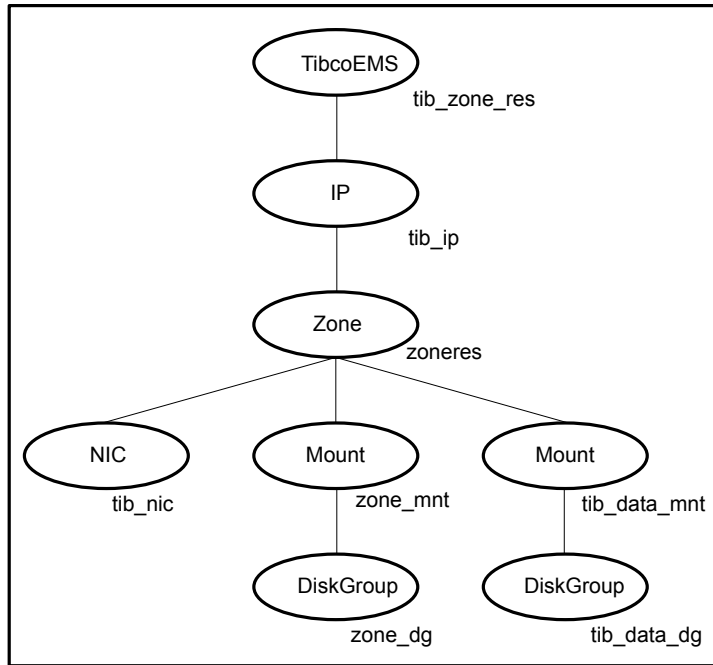 TibcoEMS
tib_zone_res
IP
tib_ip
Zone
zoneres
NIC
Mount
Mount
tib_nic
zone_mnt
tib_data_mnt
DiskGroup
DiskGroup
zone_dg
tib_data_dg